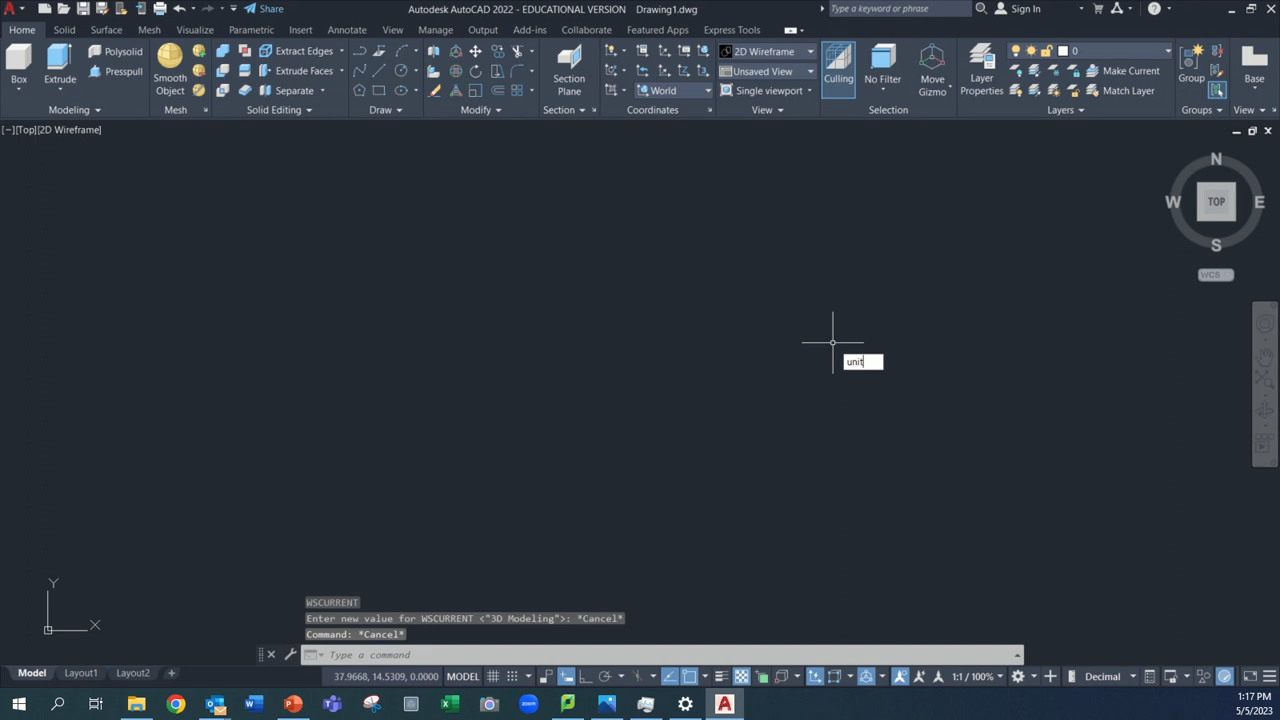 Share
Autodesk AutoCAD 2022 - EDUCATIONAL VERSION Drawing1.dwg
Type a keyword or phrase
Sign In
Home Solid Surface Mesh Visualize Parametric Insert Annotate View Manage Output Add-ins Collaborate Featured Apps Express Tools
Box
Extrude
Polysolid
Presspull
Modeling
Smooth
Object
Mesh
Extract Edges
Extrude Faces
Separate
Solid Editing
Draw
Modify
Section
Plane
Section
World
Coordinates
2D Wireframe
Unsaved View
Single viewport
View
Culling
No Filter
Move
Gizmo
Selection
Layer
Properties
0
Make Current
Match Layer
Layers
Group
Groups
Base
View
[−][Top][2D Wireframe]
N
W TOP E
S
WCS
unit
Y
X
WSCURRENT
Enter new value for WSCURRENT <"3D Modeling">: *Cancel*
Command: *Cancel*
Type a command
Model Layout1 Layout2 +
37.9668, 14.5309, 0.0000 MODEL
1:1 / 100%
Decimal
1:17 PM
5/5/2023